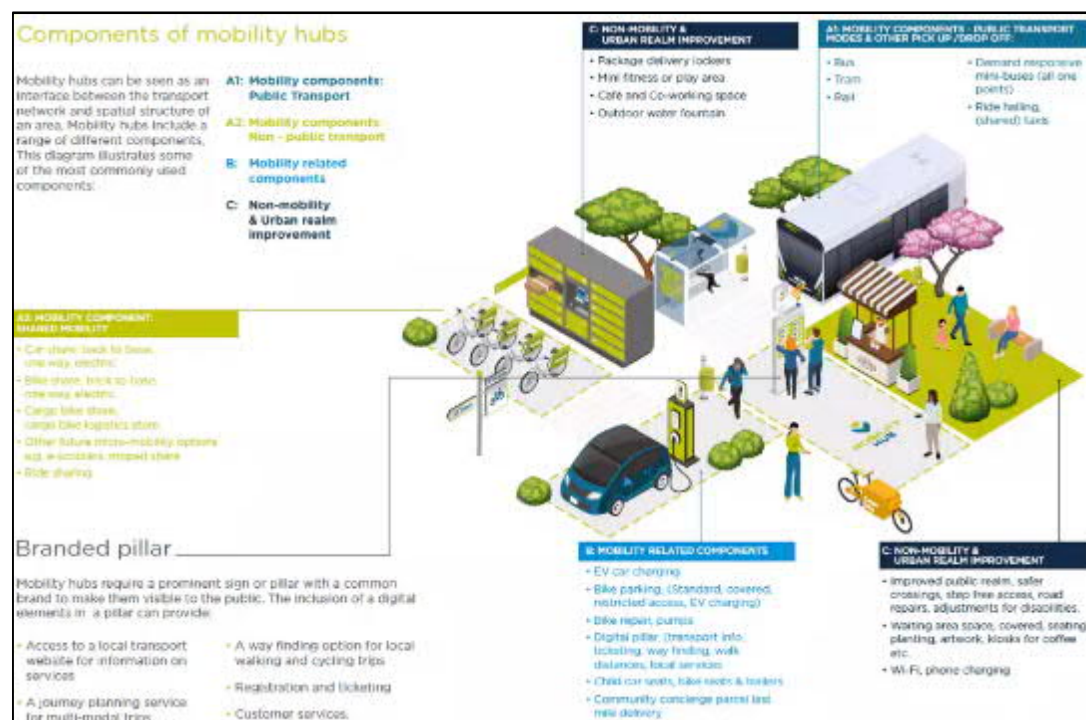 Components of mobility hubs
Mobility hubs can be seen as an
interface between the transport
network and spatial structure of
an area. Mobility hubs include a
range of different components.
This diagram illustrates some
of the most commonly used
components:
A1: Mobility components:
Public Transport
A2: Mobility components:
Non - public transport
B: Mobility related
components
C: Non-mobility
& Urban realm
improvement
C: NON-MOBILITY &
URBAN REALM IMPROVEMENT
• Package delivery lockers
• Mini fitness or play area
• Café and Co-working space
• Outdoor water fountain
A1: MOBILITY COMPONENTS - PUBLIC TRANSPORT
MODES & OTHER PICK UP /DROP OFF:
• Bus
• Tram
• Rail
• Demand responsive
mini-buses (all one
points)
• Ride hailing,
(shared) taxis
A2: MOBILITY COMPONENT:
SHARED MOBILITY
• Car share, back to base,
one way, electric
• Bike share, back to base,
one way, electric
• Cargo bike share,
cargo bike logistics store
• Other future micro-mobility options
e.g. e-scooters, moped share
• Ride sharing
MOBILITY
HUB
Branded pillar
Mobility hubs require a prominent sign or pillar with a common
brand to make them visible to the public. The inclusion of a digital
elements in a pillar can provide:
• Access to a local transport
website for information on
services
• A journey planning service
for multi-modal trips
• A way finding option for local
walking and cycling trips
• Registration and ticketing
• Customer services.
B: MOBILITY RELATED COMPONENTS
• EV car charging
• Bike parking, (Standard, covered,
restricted access, EV charging)
• Bike repair, pumps
• Digital pillar (transport info,
ticketing, way finding, walk
distances, local services
• Child car seats, bike seats & trailers
• Community concierge parcel last
mile delivery
C: NON-MOBILITY &
URBAN REALM IMPROVEMENT
• Improved public realm, safer
crossings, step free access, road
repairs, adjustments for disabilities.
• Waiting area space, covered, seating
planting, artwork, kiosks for coffee
etc.
• Wi-Fi, phone charging